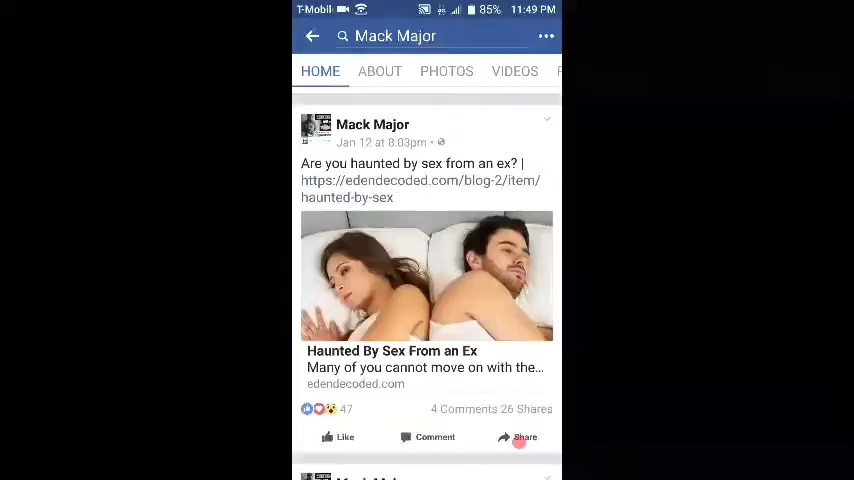 T-Mobil 85% 11:49 PM
Mack Major
HOME ABOUT PHOTOS VIDEOS
Mack Major
Jan 12 at 8:03pm •
Are you haunted by sex from an ex? |
https://edendecoded.com/blog-2/item/
haunted-by-sex
Haunted By Sex From an Ex
Many of you cannot move on with the...
edendecoded.com
47 4 Comments 26 Shares
Like Comment Share